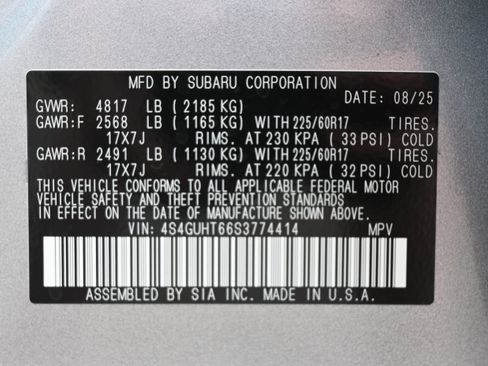 MFD BY SUBARU CORPORATION
DATE: 08/25
GVWR: 4817 LB (2185 KG)
GAWR:F 2568 LB (1165 KG) WITH 225/60R17 TIRES.
17X7J RIMS. AT 230 KPA (33 PSI) COLD
GAWR:R 2491 LB (1130 KG) WITH 225/60R17 TIRES.
17X7J RIMS. AT 220 KPA (32 PSI) COLD
THIS VEHICLE CONFORMS TO ALL APPLICABLE FEDERAL MOTOR
VEHICLE SAFETY AND THEFT PREVENTION STANDARDS
IN EFFECT ON THE DATE OF MANUFACTURE SHOWN ABOVE.
VIN: 4S4GUHT66S3774414 MPV
ASSEMBLED BY SIA INC. MADE IN U.S.A.